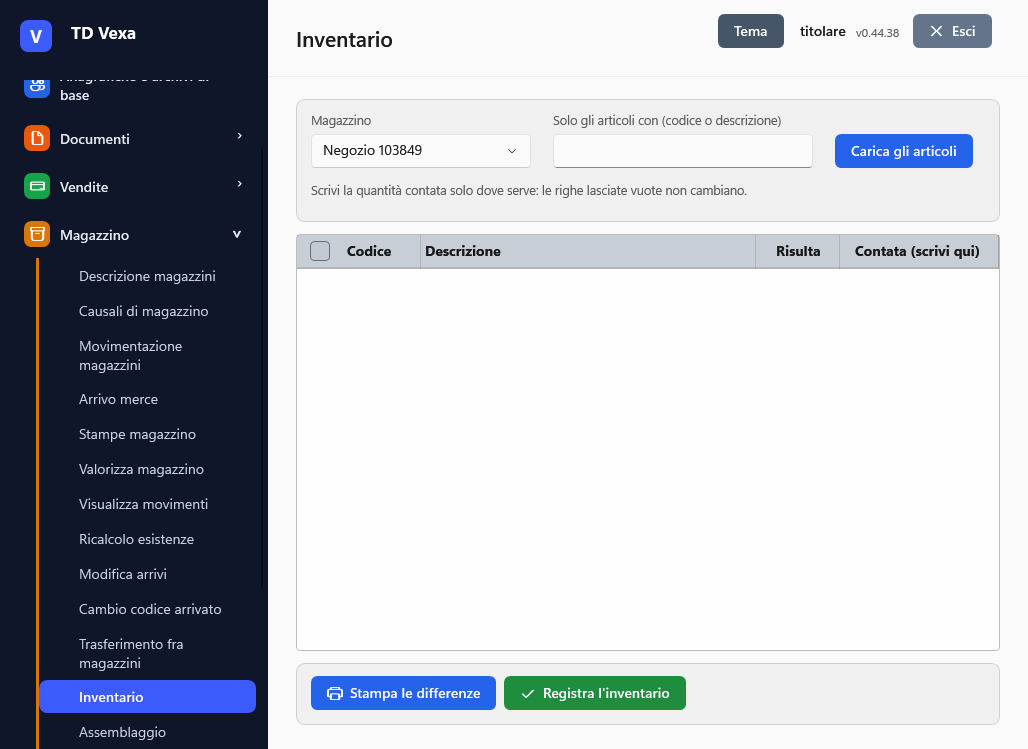 V
TD Vexa
base
Documenti
Vendite
Magazzino
Descrizione magazzini
Causali di magazzino
Movimentazione
magazzini
Arrivo merce
Stampe magazzino
Valorizza magazzino
Visualizza movimenti
Ricalcolo esistenze
Modifica arrivi
Cambio codice arrivato
Trasferimento fra
magazzini
Inventario
Assemblaggio
Inventario
Tema
titolare
v0.44.38
Esci
Magazzino
Solo gli articoli con (codice o descrizione)
Negozio 103849
Carica gli articoli
Scrivi la quantità contata solo dove serve: le righe lasciate vuote non cambiano.
Codice
Descrizione
Risulta
Contata (scrivi qui)
Stampa le differenze
Registra l'inventario